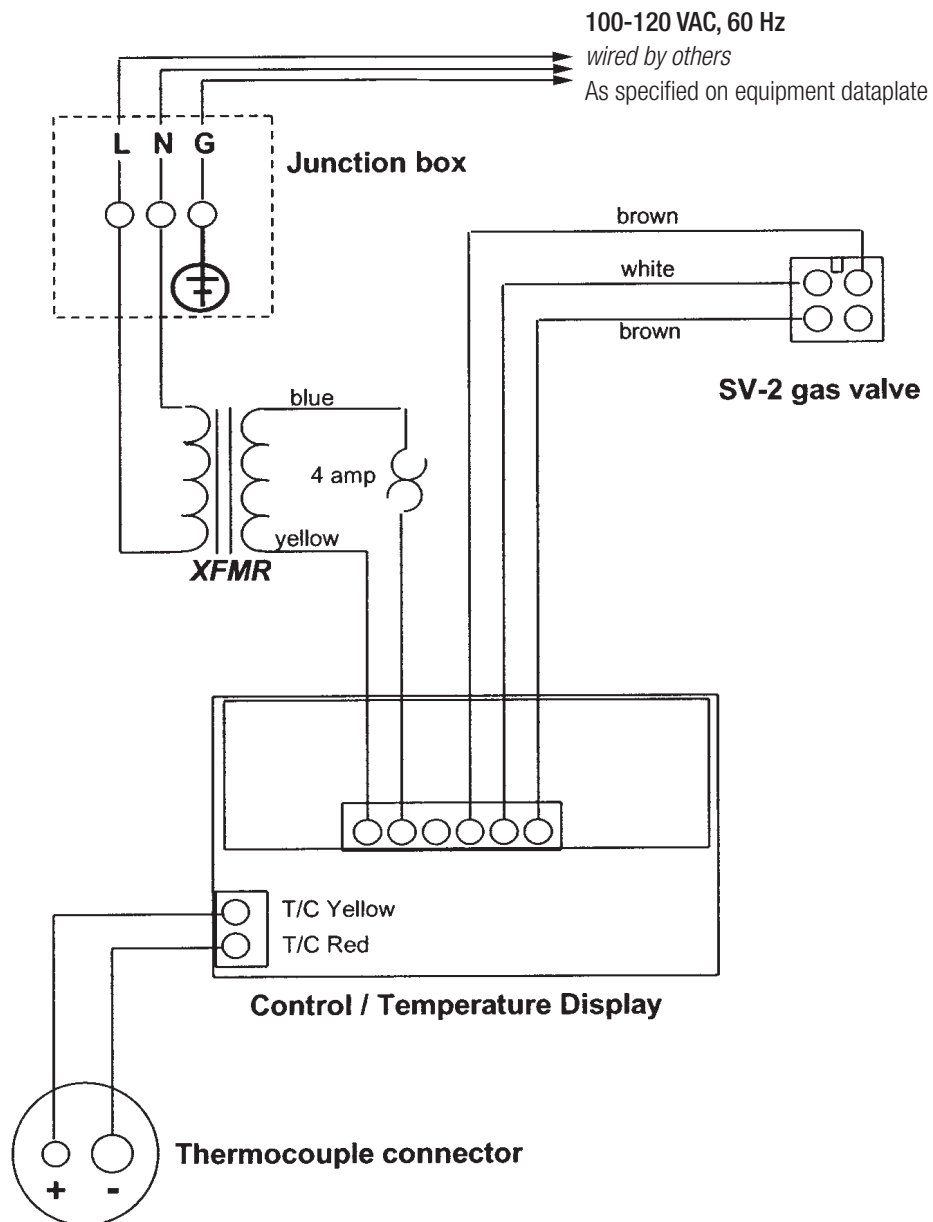 100-120 VAC, 60 Hz
wired by others
As specified on equipment dataplate
L N G
Junction box
brown
white
brown
SV-2 gas valve
blue
4 amp
yellow
XFMR
T/C Yellow
T/C Red
Control / Temperature Display
Thermocouple connector
+ -